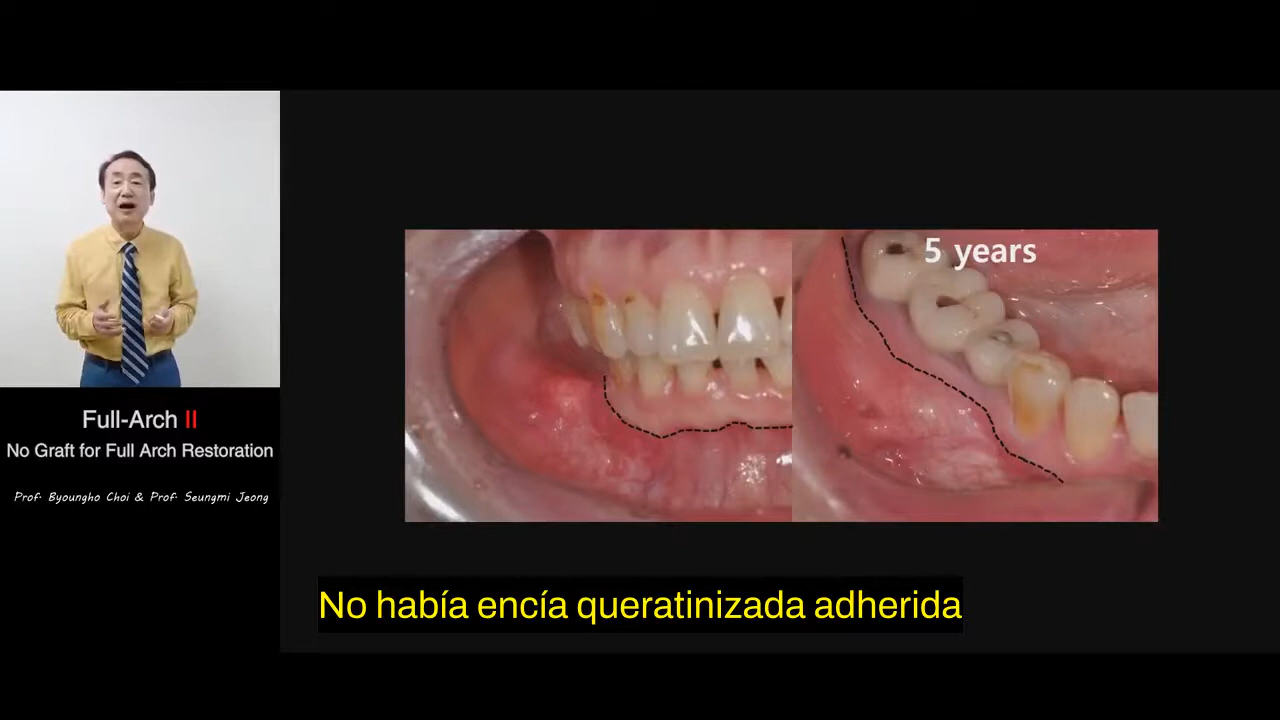 5 years
Full-Arch II
No Graft for Full Arch Restoration
Prof. Byoungho Choi & Prof. Seungmi Jeong
No había encía queratinizada adherida